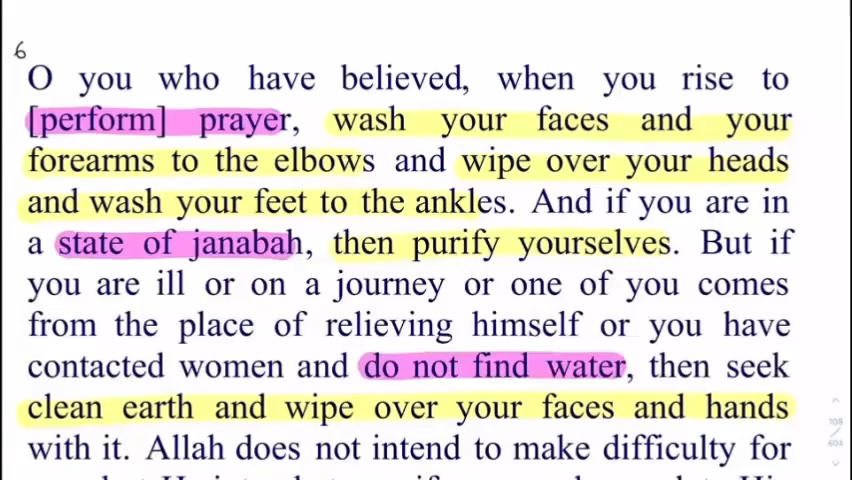 6
O you who have believed, when you rise to
[perform] prayer, wash your faces and your
forearms to the elbows and wipe over your heads
and wash your feet to the ankles. And if you are in
a state of janabah, then purify yourselves. But if
you are ill or on a journey or one of you comes
from the place of relieving himself or you have
contacted women and do not find water, then seek
clean earth and wipe over your faces and hands
with it. Allah does not intend to make difficulty for
108
604